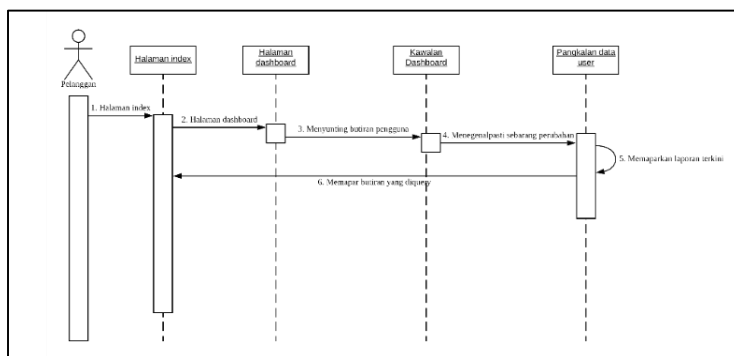 Pelanggan
Halaman index
Halaman
dashboard
Kawalan
Dashboard
Pangkalan data
user
1. Halaman index
2. Halaman dashboard
3. Menyunting butiran pengguna
4. Menegenalpasti sebarang perubahan
5. Memaparkan laporan terkini
6. Memapar butiran yang diquery